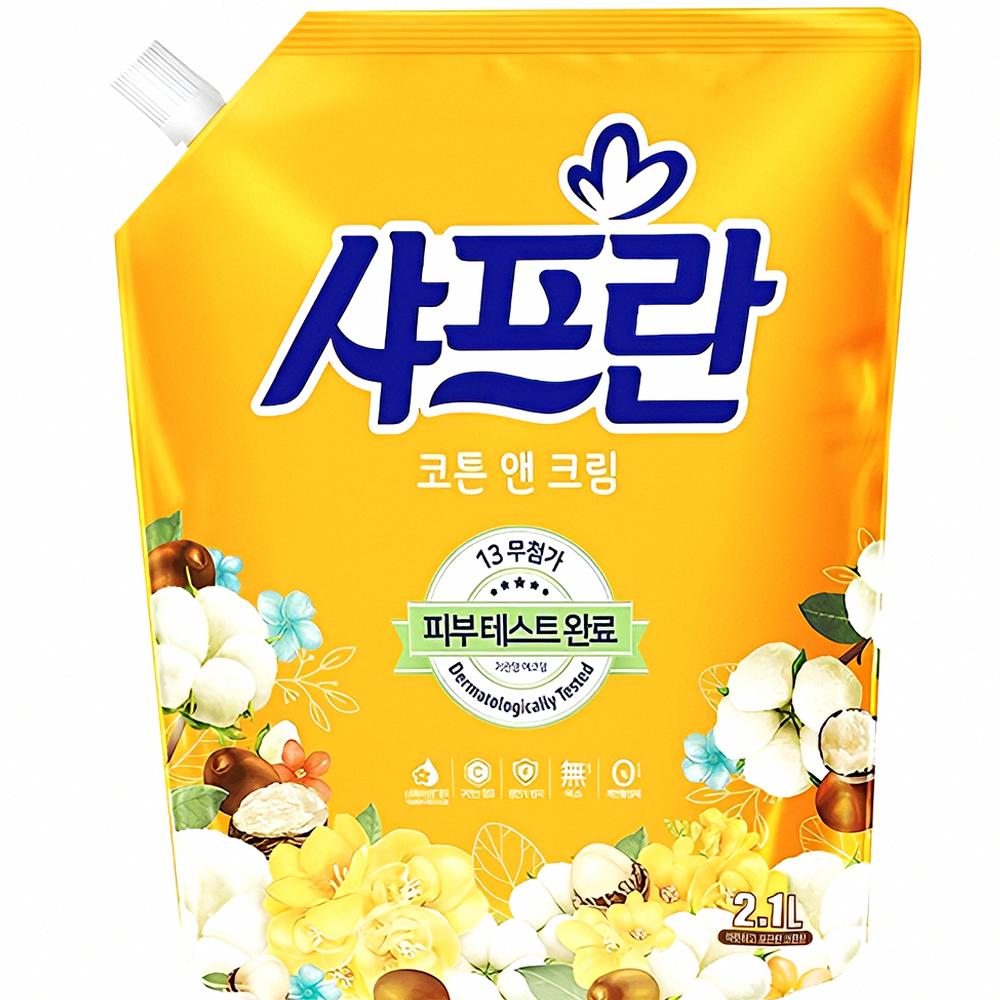 샤프란
코튼 앤 크림
13 무첨가
피부테스트완료
Dermatologically Tested
無
2.1L